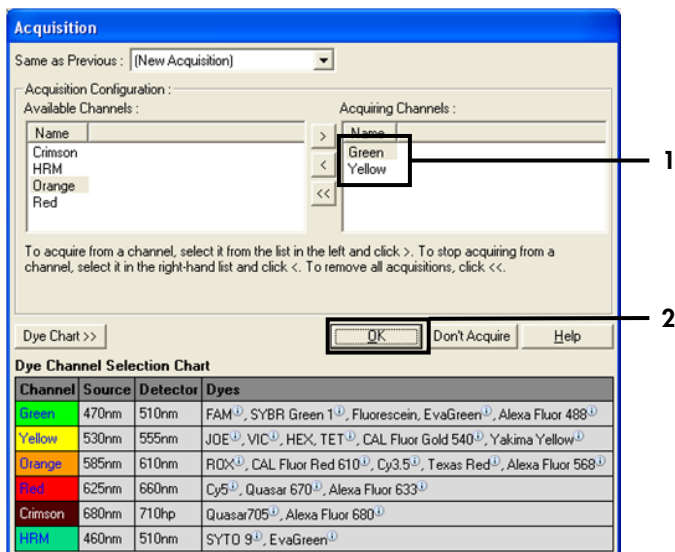 Acquisition
Same as Previous : (New Acquisition)
Acquisition Configuration :
Available Channels :
Acquiring Channels :
Name
Crimson
HRM
Orange
Red
>
<
<<
Name
Green
Yellow
1
To acquire from a channel, select it from the list in the left and click >. To stop acquiring from a
channel, select it in the right-hand list and click <. To remove all acquisitions, click <<.
2
Dye Chart >> OK Don't Acquire Help
Dye Channel Selection Chart
Channel Source Detector Dyes
Green 470nm 510nm FAM, SYBR Green 1, Fluorescein, EvaGreen, Alexa Fluor 488
Yellow 530nm 555nm JOE, VIC, HEX, TET, CAL Fluor Gold 540, Yakima Yellow
Orange 585nm 610nm ROX, CAL Fluor Red 610, Cy3.5, Texas Red, Alexa Fluor 568
Red 625nm 660nm Cy5, Quasar 670, Alexa Fluor 633
Crimson 680nm 710hp Quasar705, Alexa Fluor 680
HRM 460nm 510nm SYTO 9, EvaGreen